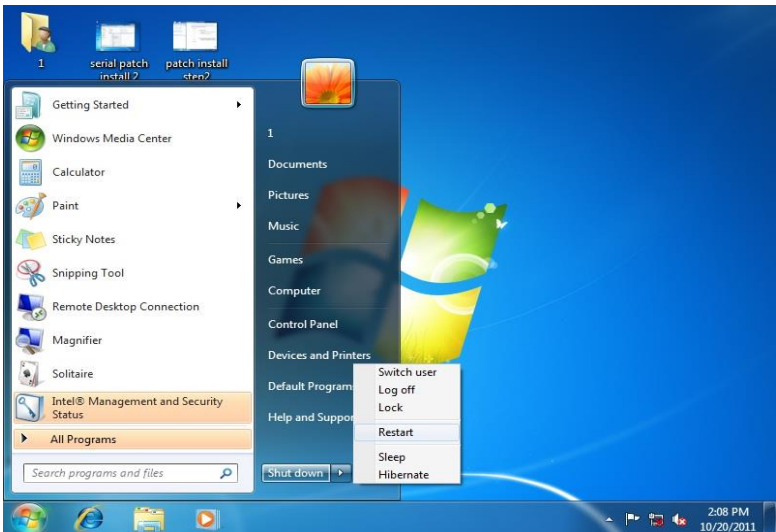 1
serial patch
install 2
patch install
step2
Getting Started
Windows Media Center
Calculator
Paint
Sticky Notes
Snipping Tool
Remote Desktop Connection
Magnifier
Solitaire
Intel® Management and Security
Status
All Programs
Search programs and files
1
Documents
Pictures
Music
Games
Computer
Control Panel
Devices and Printers
Default Program
Help and Suppor
Shut down
Switch user
Log off
Lock
Restart
Sleep
Hibernate
2:08 PM
10/20/2011